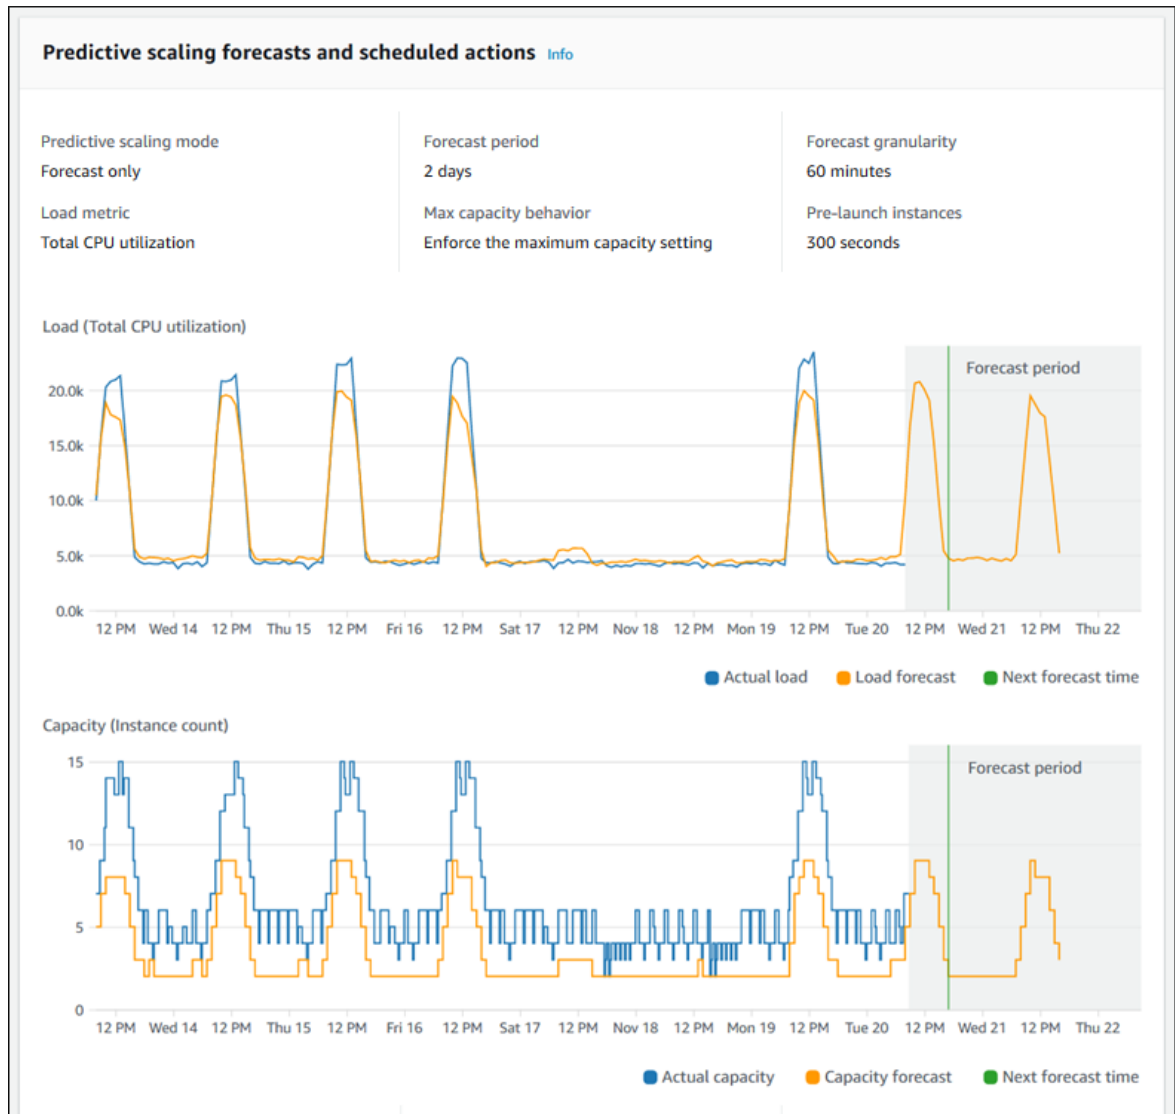 Predictive scaling forecasts and scheduled actions Info
Predictive scaling mode
Forecast only
Forecast period
2 days
Forecast granularity
60 minutes
Load metric
Total CPU utilization
Max capacity behavior
Enforce the maximum capacity setting
Pre-launch instances
300 seconds
Load (Total CPU utilization)
Forecast period
20.0k
15.0k
10.0k
5.0k
0.0k
12 PM Wed 14 12 PM Thu 15 12 PM Fri 16 12 PM Sat 17 12 PM Nov 18 12 PM Mon 19 12 PM Tue 20 12 PM Wed 21 12 PM Thu 22
Actual load Load forecast Next forecast time
Capacity (Instance count)
Forecast period
15
10
5
0
12 PM Wed 14 12 PM Thu 15 12 PM Fri 16 12 PM Sat 17 12 PM Nov 18 12 PM Mon 19 12 PM Tue 20 12 PM Wed 21 12 PM Thu 22
Actual capacity Capacity forecast Next forecast time